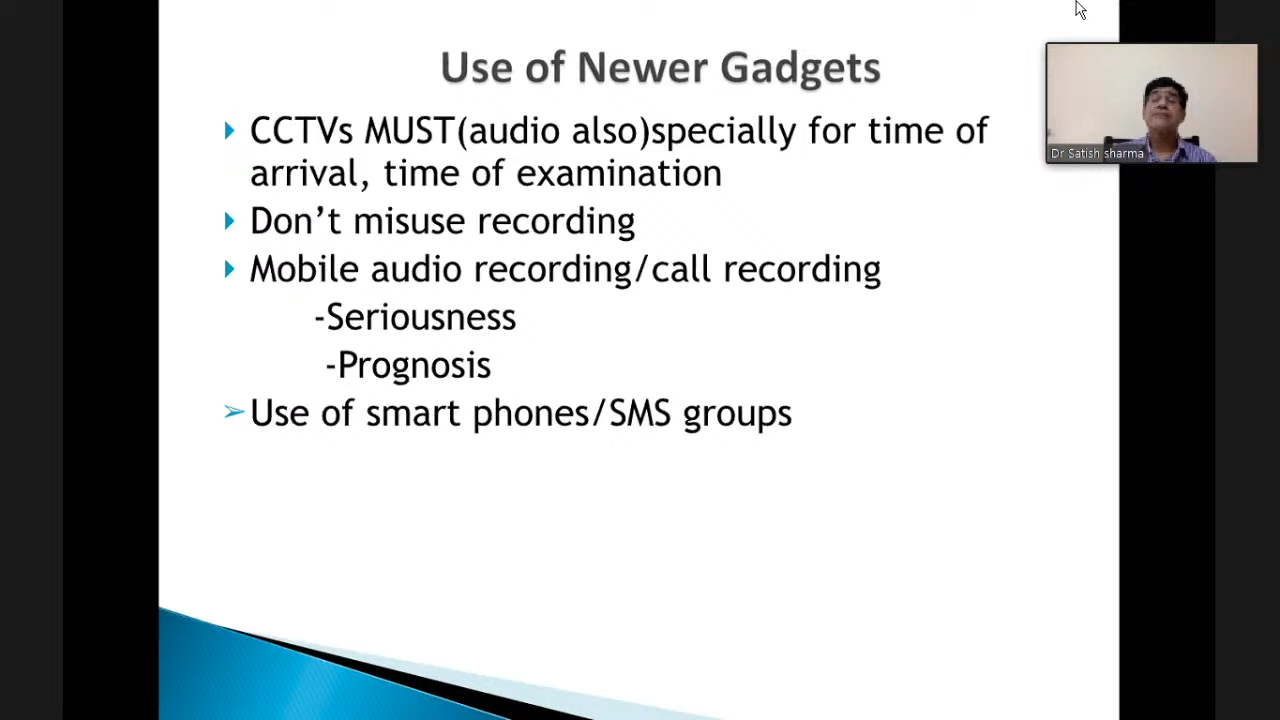 Use of Newer Gadgets
CCTVs MUST(audio also)specially for time of
arrival, time of examination
Don’t misuse recording
Mobile audio recording/call recording
-Seriousness
-Prognosis
Use of smart phones/SMS groups
Dr Satish sharma